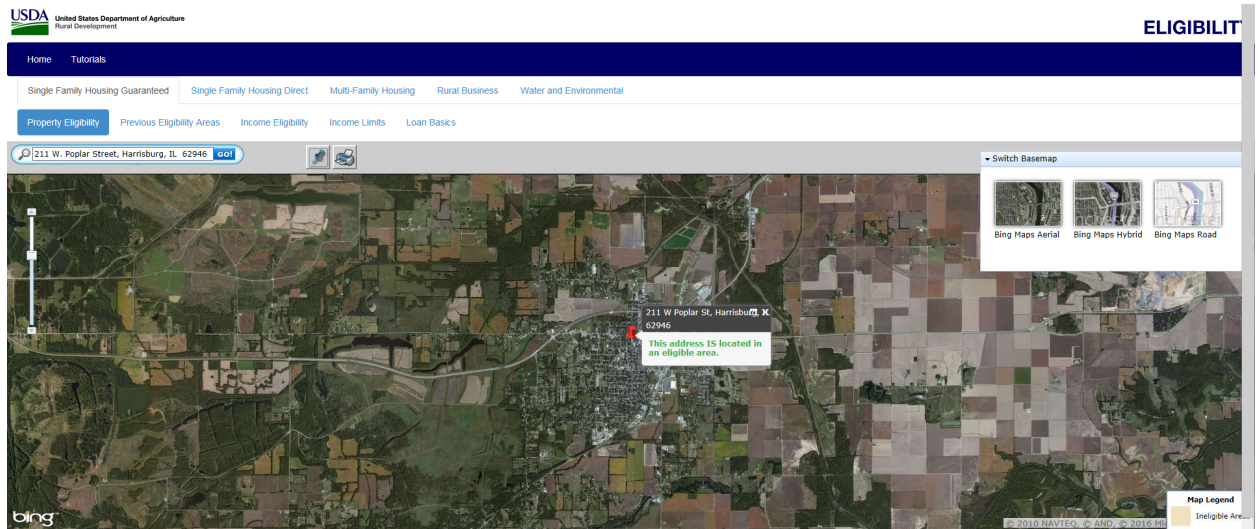 USDA United States Department of Agriculture
Rural Development
ELIGIBILITY
Home Tutorials
Single Family Housing Guaranteed Single Family Housing Direct Multi-Family Housing Rural Business Water and Environmental
Property Eligibility Previous Eligibility Areas Income Eligibility Income Limits Loan Basics
211 W. Poplar Street, Harrisburg, IL 62946 GO!
Switch Basemap
Bing Maps Aerial Bing Maps Hybrid Bing Maps Road
211 W Poplar St, Harrisburg,
62946
This address IS located in
an eligible area.
Map Legend
Ineligible Areas
bing
© 2010 NAVTEQ, © AND, © 2016